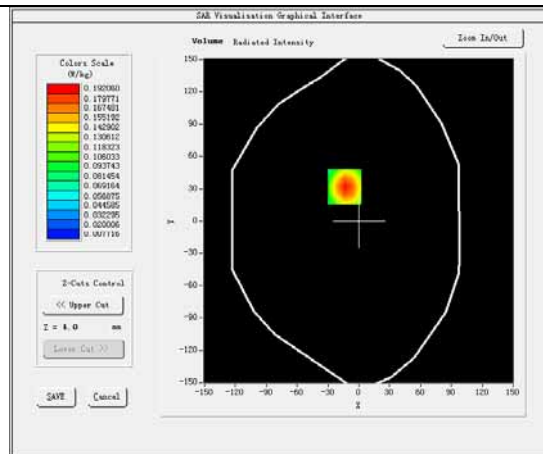 SAR Visualisation Graphical Interface
Volume Radiated Intensity
Zoom In/Out
Colors Scale
(W/kg)
0.192060
0.179771
0.167481
0.155192
0.142902
0.130612
0.118323
0.106033
0.093743
0.081454
0.069164
0.056875
0.044585
0.032295
0.020006
0.007716
Z-Cuts Control
<< Upper Cut
Z = 4.0 mm
Lower Cut >>
SAVE
Cancel
150
120
90
60
30
0
-30
-60
-90
-120
-150
Y
-150 -120 -90 -60 -30 0 30 60 90 120 150
X